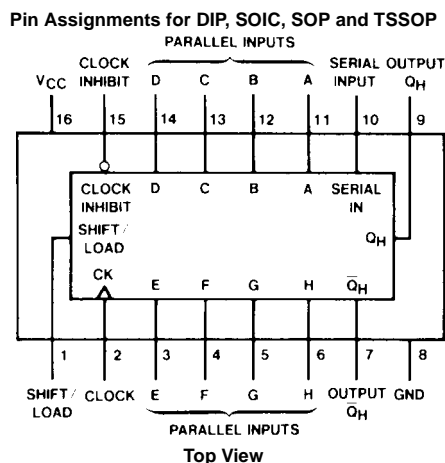 Pin Assignments for DIP, SOIC, SOP and TSSOP
PARALLEL INPUTS
CLOCK INHIBIT
SERIAL INPUT
OUTPUT QH
VCC
D C B A
16 15 14 13 12 11 10 9
CLOCK INHIBIT
D C B A
SERIAL IN
SHIFT/
LOAD
QH
CK
E F G H Q̅H
1 2 3 4 5 6 7 8
SHIFT/ LOAD
CLOCK
E F G H
OUTPUT Q̅H
GND
PARALLEL INPUTS
Top View